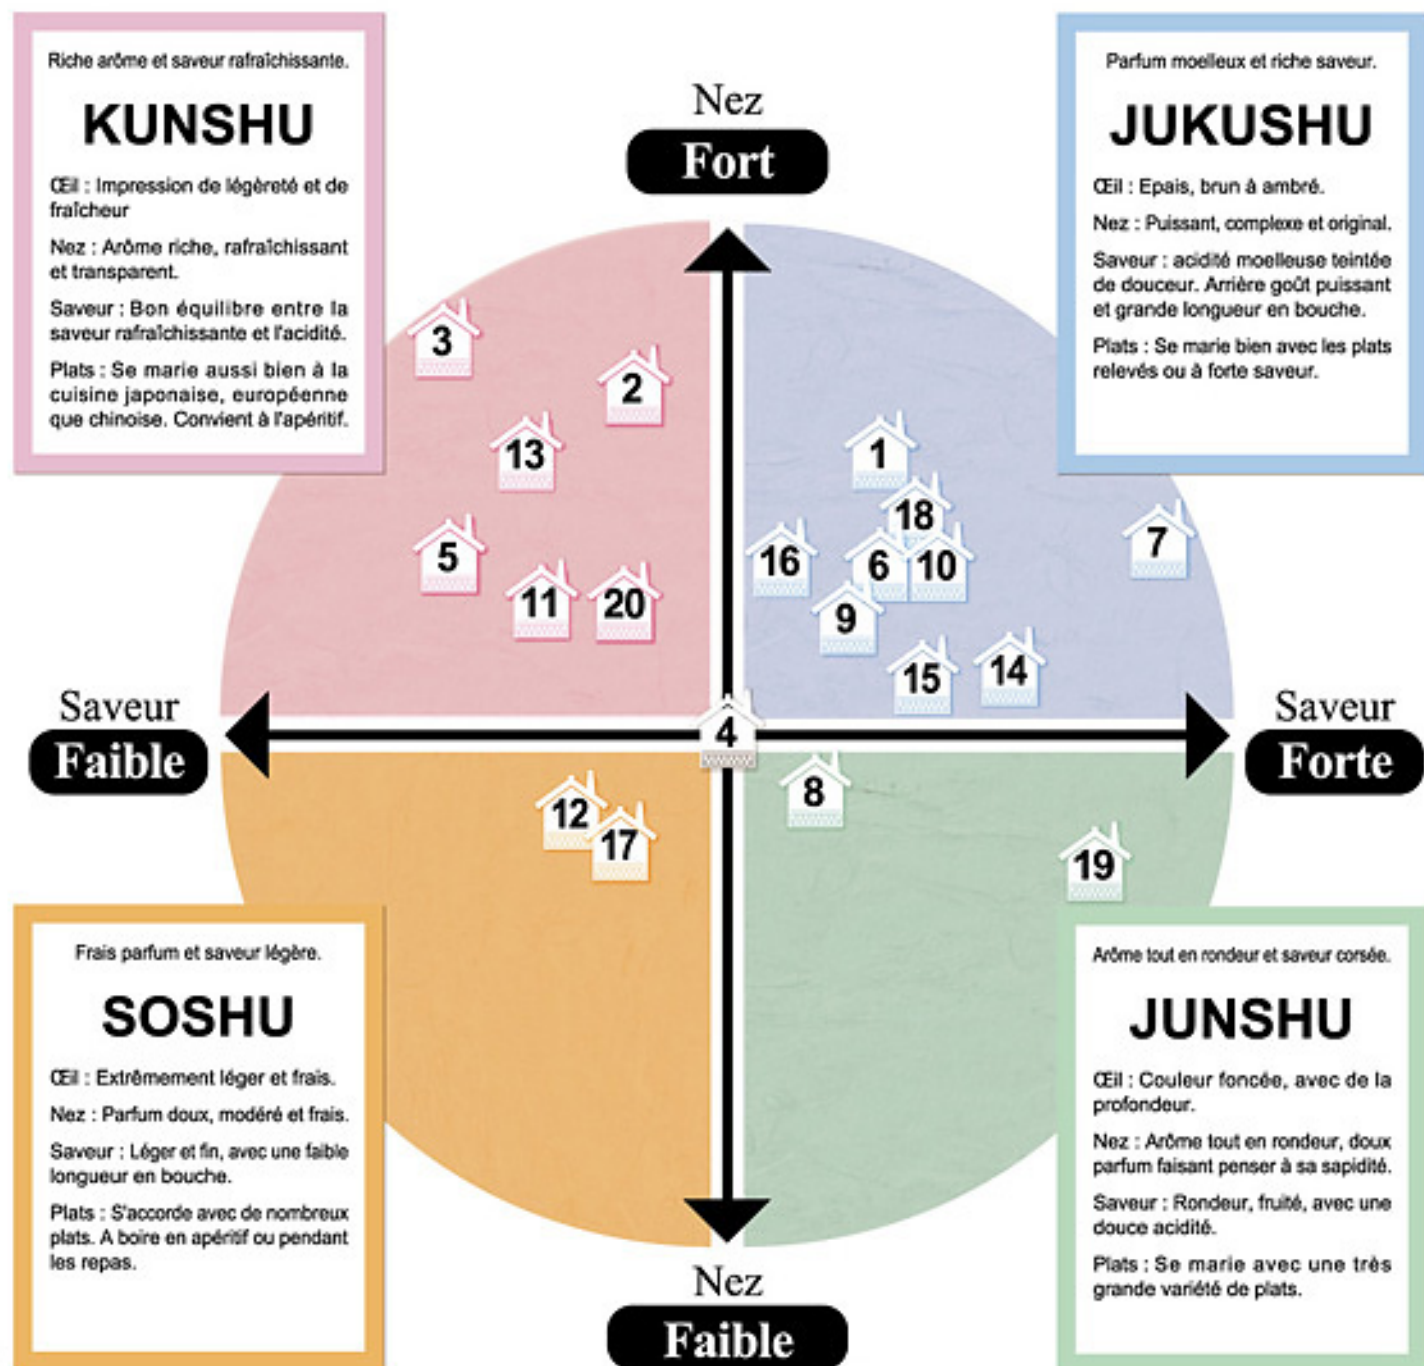 Riche arôme et saveur rafraîchissante.
KUNSHU
Œil : Impression de légèreté et de
fraîcheur
Nez : Arôme riche, rafraîchissant
et transparent.
Saveur : Bon équilibre entre la
saveur rafraîchissante et l'acidité.
Plats : Se marie aussi bien à la
cuisine japonaise, européenne
que chinoise. Convient à l'apéritif.
Nez
Fort
Parfum moelleux et riche saveur.
JUKUSHU
Œil : Epais, brun à ambré.
Nez : Puissant, complexe et original.
Saveur : acidité moelleuse teintée
de douceur. Arrière goût puissant
et grande longueur en bouche.
Plats : Se marie bien avec les plats
relevés ou à forte saveur.
3
2
13
5
11
20
1
18
16
6
10
7
9
15
14
Saveur
Faible
4
Saveur
Forte
12
17
8
19
Frais parfum et saveur légère.
SOSHU
Œil : Extrêmement léger et frais.
Nez : Parfum doux, modéré et frais.
Saveur : Léger et fin, avec une faible
longueur en bouche.
Plats : S'accorde avec de nombreux
plats. A boire en apéritif ou pendant
les repas.
Nez
Faible
Arôme tout en rondeur et saveur corsée.
JUNSHU
Œil : Couleur foncée, avec de la
profondeur.
Nez : Arôme tout en rondeur, doux
parfum faisant penser à sa sapidité.
Saveur : Rondeur, fruité, avec une
douce acidité.
Plats : Se marie avec une très
grande variété de plats.